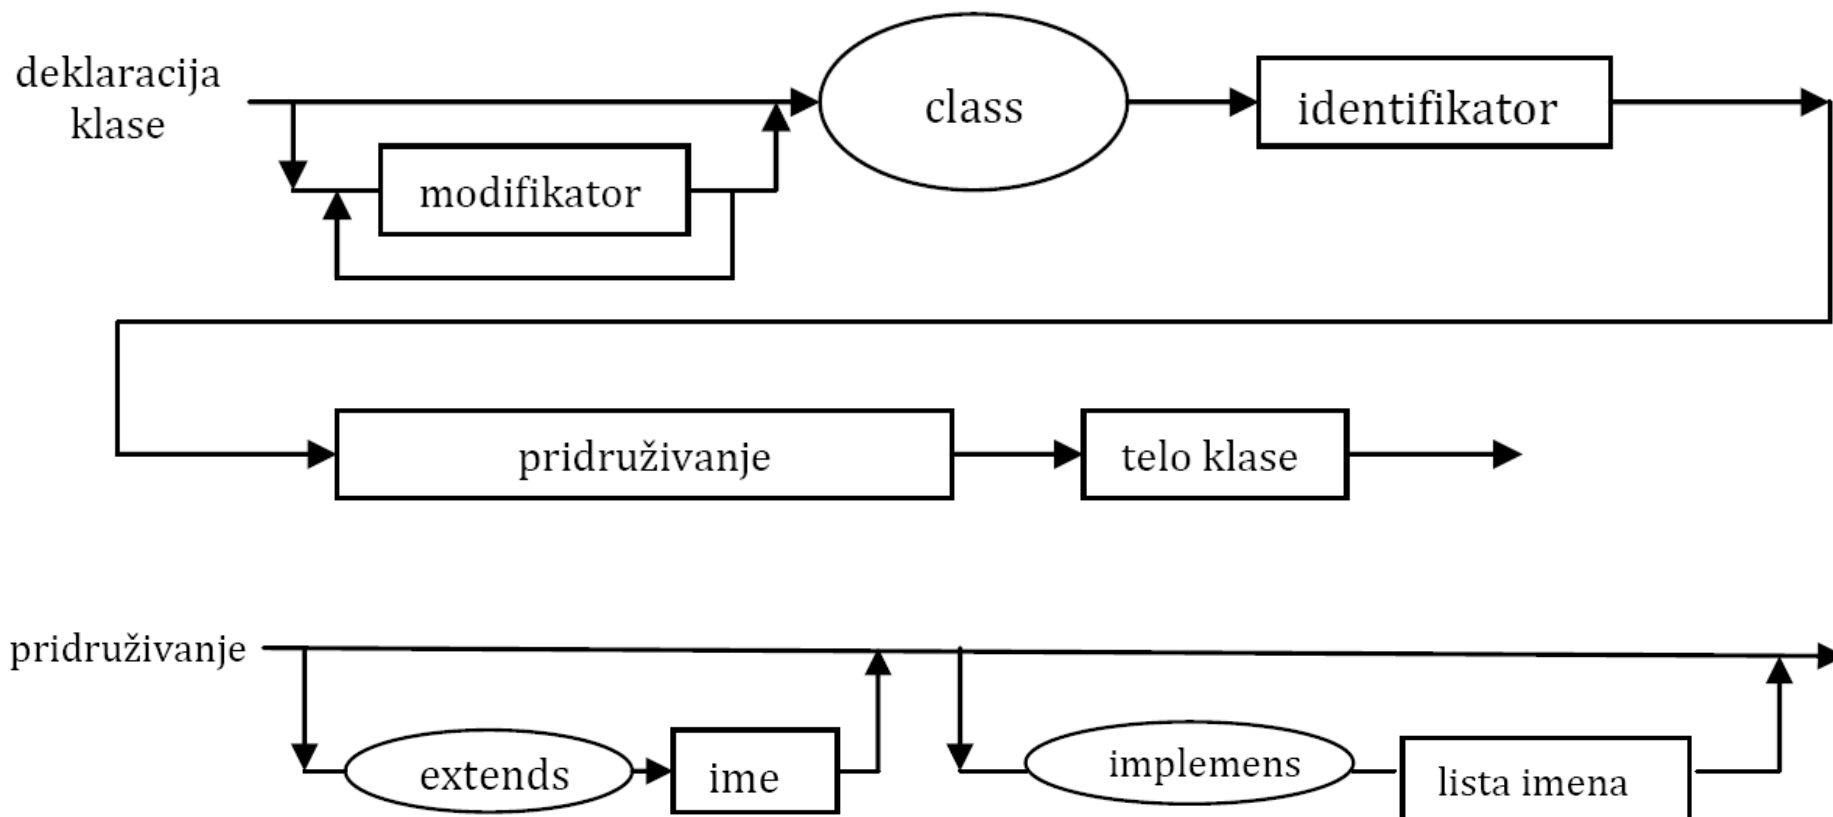 deklaracija
klase
class
identifikator
modifikator
pridruživanje
telo klase
pridruživanje
extends
ime
implemens
lista imena